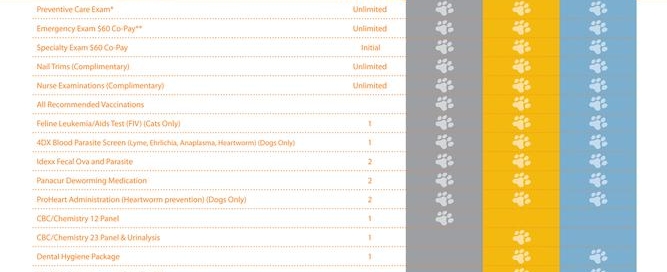 Preventive Care Exam* Unlimited
Emergency Exam $60 Co-Pay** Unlimited
Specialty Exam $60 Co-Pay Initial
Nail Trims (Complimentary) Unlimited
Nurse Examinations (Complimentary) Unlimited
All Recommended Vaccinations
Feline Leukemia/Aids Test (FIV) (Cats Only) 1
4DX Blood Parasite Screen (Lyme, Ehrlichia, Anaplasma, Heartworm) (Dogs Only) 1
Idexx Fecal Ova and Parasite 2
Panacur Deworming Medication 2
ProHeart Administration (Heartworm prevention) (Dogs Only) 2
CBC/Chemistry 12 Panel 1
CBC/Chemistry 23 Panel & Urinalysis 1
Dental Hygiene Package 1